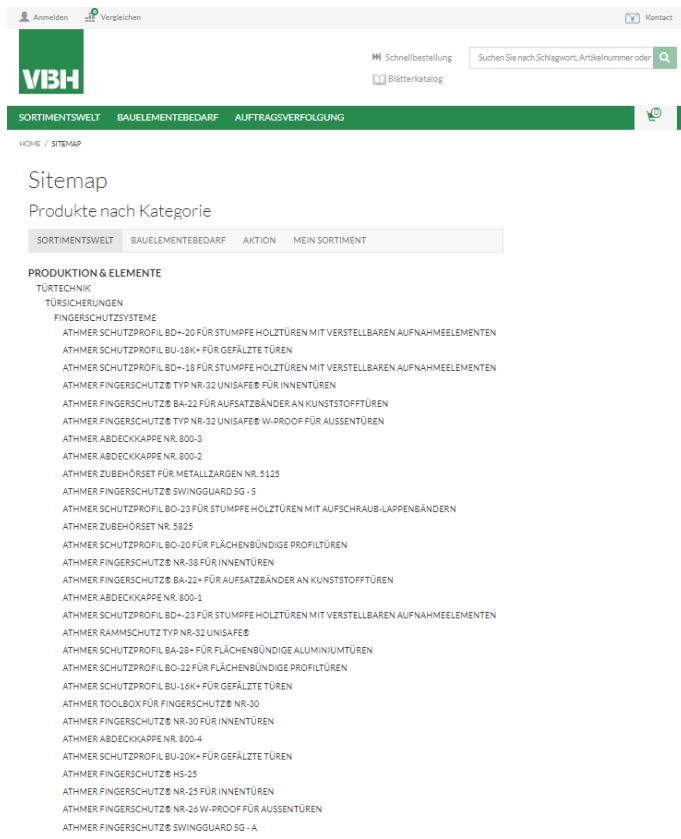 Anmelden
Vergleichen
Kontact
VBH
Schnellbestellung
Suchen Sie nach Schlagwort, Artikelnummer oder
Blätterkatalog
SORTIMENTSWELT BAUELEMENTEBEDARF AUFTRAGSVERFOLGUNG
0
HOME / SITEMAP
Sitemap
Produkte nach Kategorie
SORTIMENTSWELT BAUELEMENTEBEDARF AKTION MEIN SORTIMENT
PRODUKTION & ELEMENTE
TÜRTECHNIK
TÜRSICHERUNGEN
FINGERSCHUTZSYSTEME
ATHMER SCHUTZPROFIL BD+-20 FÜR STUMPFE HOLZTÜREN MIT VERSTELLBAREN AUFNAHMEELEMENTEN
ATHMER SCHUTZPROFIL BU-18K+ FÜR GEFÄLZTE TÜREN
ATHMER SCHUTZPROFIL BD+-18 FÜR STUMPFE HOLZTÜREN MIT VERSTELLBAREN AUFNAHMEELEMENTEN
ATHMER FINGERSCHUTZ® TYP NR-32 UNISAFE® FÜR INNENTÜREN
ATHMER FINGERSCHUTZ® BA-22 FÜR AUFSATZBÄNDER AN KUNSTSTOFFTÜREN
ATHMER FINGERSCHUTZ® TYP NR-32 UNISAFE® W-PROOF FÜR AUSSENTÜREN
ATHMER ABDECKKAPPE NR. 800-3
ATHMER ABDECKKAPPE NR. 800-2
ATHMER ZUBEHÖRSET FÜR METALLZARGEN NR. 5125
ATHMER FINGERSCHUTZ® SWINGGUARD SG - S
ATHMER SCHUTZPROFIL BO-23 FÜR STUMPFE HOLZTÜREN MIT AUFSCHRAUB-LAPPENBÄNDERN
ATHMER ZUBEHÖRSET NR. 5825
ATHMER SCHUTZPROFIL BO-20 FÜR FLÄCHENBÜNDIGE PROFILTÜREN
ATHMER FINGERSCHUTZ® NR-38 FÜR INNENTÜREN
ATHMER FINGERSCHUTZ® BA-22+ FÜR AUFSATZBÄNDER AN KUNSTSTOFFTÜREN
ATHMER ABDECKKAPPE NR. 800-1
ATHMER SCHUTZPROFIL BD+-23 FÜR STUMPFE HOLZTÜREN MIT VERSTELLBAREN AUFNAHMEELEMENTEN
ATHMER RAMMSCHUTZ TYP NR-32 UNISAFE®
ATHMER SCHUTZPROFIL BA-28+ FÜR FLÄCHENBÜNDIGE ALUMINIUMTÜREN
ATHMER SCHUTZPROFIL BO-22 FÜR FLÄCHENBÜNDIGE PROFILTÜREN
ATHMER SCHUTZPROFIL BU-16K+ FÜR GEFÄLZTE TÜREN
ATHMER TOOLBOX FÜR FINGERSCHUTZ® NR-30
ATHMER FINGERSCHUTZ® NR-30 FÜR INNENTÜREN
ATHMER ABDECKKAPPE NR. 800-4
ATHMER SCHUTZPROFIL BU-20K+ FÜR GEFÄLZTE TÜREN
ATHMER FINGERSCHUTZ® HS-25
ATHMER FINGERSCHUTZ® NR-25 FÜR INNENTÜREN
ATHMER FINGERSCHUTZ® NR-26 W-PROOF FÜR AUSSENTÜREN
ATHMER FINGERSCHUTZ® SWINGGUARD SG - A